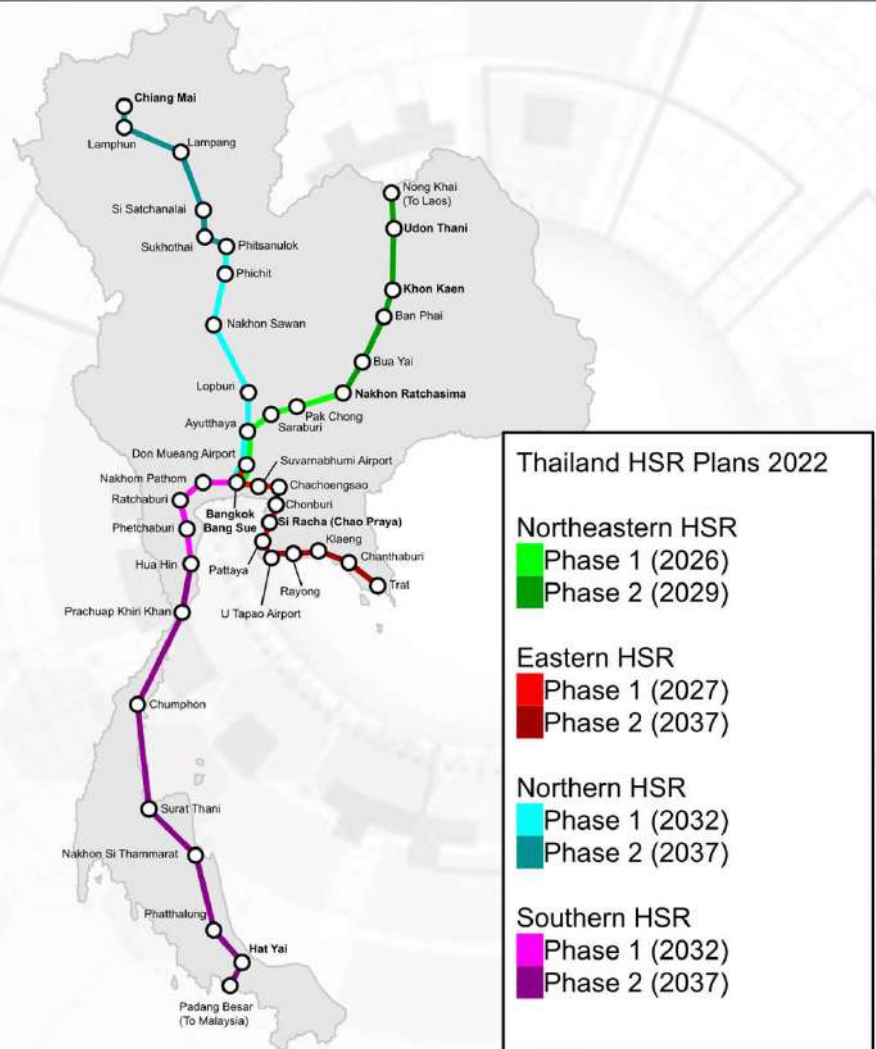 Chiang Mai
Lamphun
Lampang
Si Satchanalai
Sukhothai
Phitsanulok
Phichit
Nakhon Sawan
Lopburi
Ayutthaya
Don Mueang Airport
Nong Khai
(To Laos)
Udon Thani
Khon Kaen
Ban Phai
Bua Yai
Nakhon Ratchasima
Pak Chong
Saraburi
Suvarnabhumi Airport
Nakhom Pathom
Chachoengsao
Ratchaburi
Bangkok
Bang Sue
Chonburi
Si Racha (Chao Praya)
Phetchaburi
Klaeng
Chanthaburi
Hua Hin
Pattaya
Rayong
Trat
U Tapao Airport
Prachuap Khiri Khan
Chumphon
Surat Thani
Nakhon Si Thammarat
Phatthalung
Hat Yai
Padang Besar
(To Malaysia)
Thailand HSR Plans 2022
Northeastern HSR
Phase 1 (2026)
Phase 2 (2029)
Eastern HSR
Phase 1 (2027)
Phase 2 (2037)
Northern HSR
Phase 1 (2032)
Phase 2 (2037)
Southern HSR
Phase 1 (2032)
Phase 2 (2037)